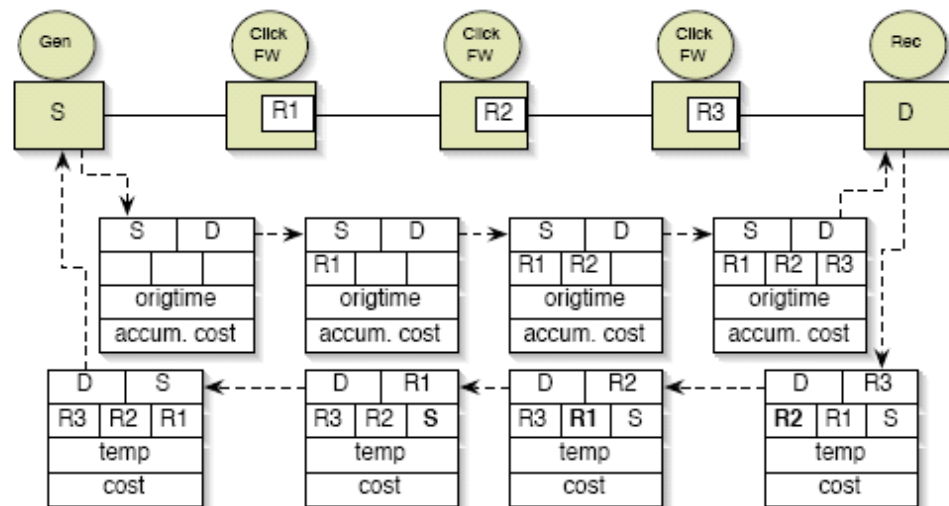 Gen
Click
FW
Click
FW
Click
FW
Rec
S
R1
R2
R3
D
S D
origtime
accum. cost
S D
R1
origtime
accum. cost
S D
R1 R2
origtime
accum. cost
S D
R1 R2 R3
origtime
accum. cost
D S
R3 R2 R1
temp
cost
D R1
R3 R2 S
temp
cost
D R2
R3 R1 S
temp
cost
D R3
R2 R1 S
temp
cost